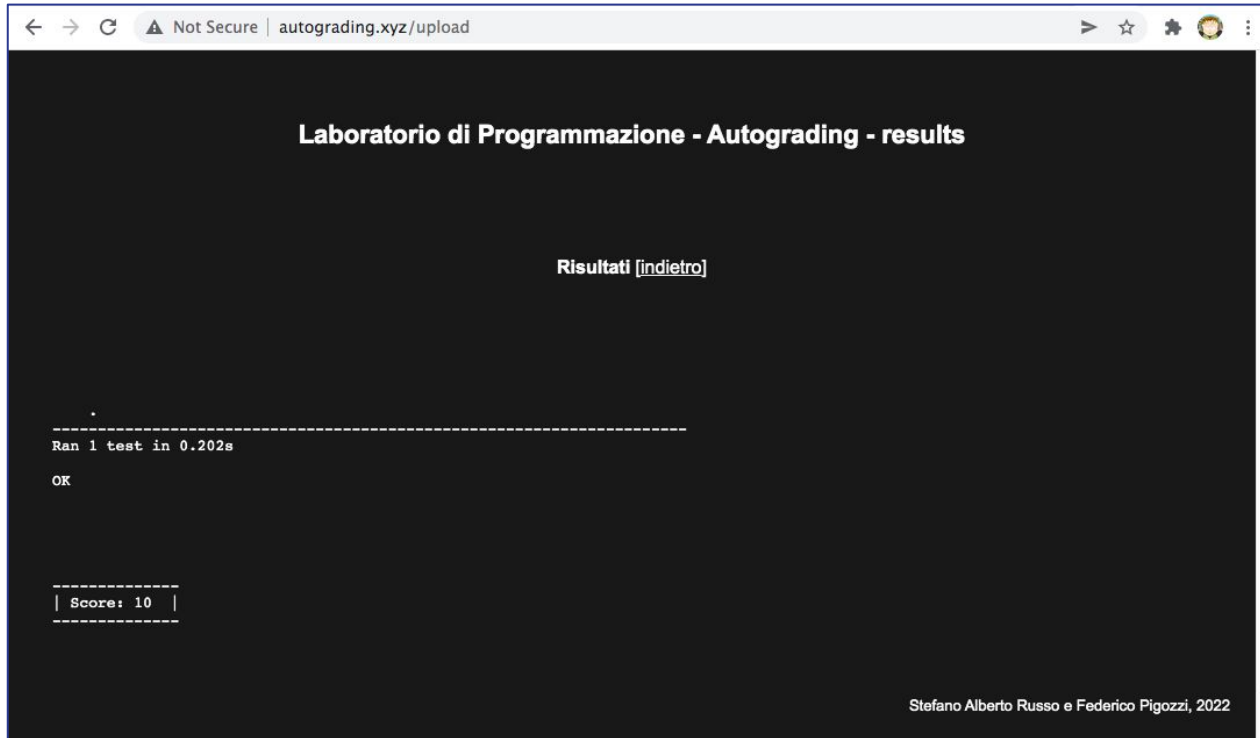 Not Secure | autograding.xyz/upload
Laboratorio di Programmazione - Autograding - results
Risultati [indietro]
.
----------------------------------------------------------------------
Ran 1 test in 0.202s
OK
--------------
| Score: 10  |
--------------
Stefano Alberto Russo e Federico Pigozzi, 2022